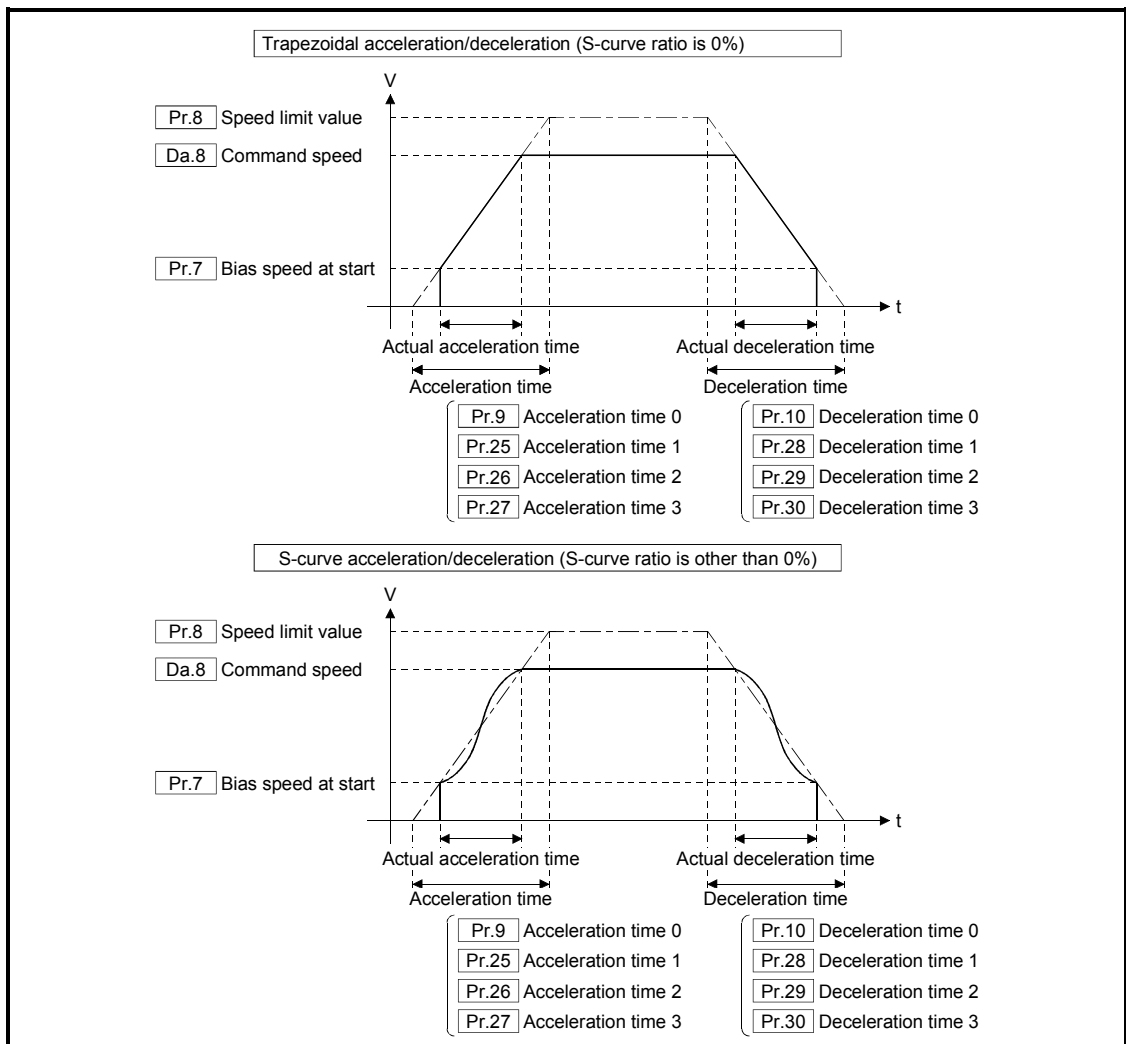 Trapezoidal acceleration/deceleration (S-curve ratio is 0%)
V
Pr.8 Speed limit value
Da.8 Command speed
Pr.7 Bias speed at start
t
Actual acceleration time
Actual deceleration time
Acceleration time
Deceleration time
Pr.9 Acceleration time 0
Pr.10 Deceleration time 0
Pr.25 Acceleration time 1
Pr.28 Deceleration time 1
Pr.26 Acceleration time 2
Pr.29 Deceleration time 2
Pr.27 Acceleration time 3
Pr.30 Deceleration time 3
S-curve acceleration/deceleration (S-curve ratio is other than 0%)
V
Pr.8 Speed limit value
Da.8 Command speed
Pr.7 Bias speed at start
t
Actual acceleration time
Actual deceleration time
Acceleration time
Deceleration time
Pr.9 Acceleration time 0
Pr.10 Deceleration time 0
Pr.25 Acceleration time 1
Pr.28 Deceleration time 1
Pr.26 Acceleration time 2
Pr.29 Deceleration time 2
Pr.27 Acceleration time 3
Pr.30 Deceleration time 3